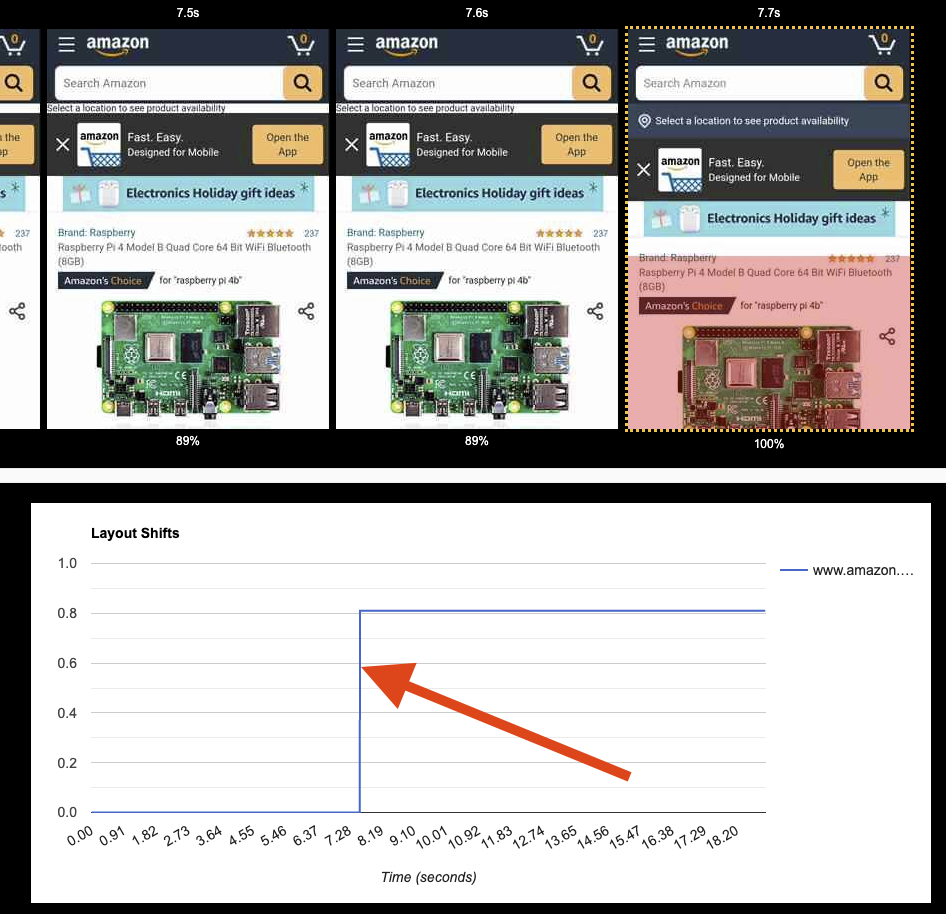 7.5s
7.6s
7.7s
0
amazon
0
amazon
0
amazon
0
Search Amazon
Search Amazon
Search Amazon
Select a location to see product availability
Select a location to see product availability
Select a location to see product availability
the
amazon
Fast. Easy.
Designed for Mobile
Open the
App
amazon
Fast. Easy.
Designed for Mobile
Open the
App
amazon
Fast. Easy.
Designed for Mobile
Open the
App
s
Electronics Holiday gift ideas
Electronics Holiday gift ideas
Electronics Holiday gift ideas
237
tooth
Brand: Raspberry
237
Raspberry Pi 4 Model B Quad Core 64 Bit WiFi Bluetooth
(8GB)
Amazon's Choice for "raspberry pi 4b"
Brand: Raspberry
237
Raspberry Pi 4 Model B Quad Core 64 Bit WiFi Bluetooth
(8GB)
Amazon's Choice for "raspberry pi 4b"
Brand: Raspberry
237
Raspberry Pi 4 Model B Quad Core 64 Bit WiFi Bluetooth
(8GB)
Amazon's Choice for "raspberry pi 4b"
HDMI
HDMI
HDMI
89%
89%
100%
Layout Shifts
www.amazon....
1.0
0.8
0.6
0.4
0.2
0.0
0.00
0.91
1.82
2.73
3.64
4.55
5.46
6.37
7.28
8.19
9.10
10.01
10.92
11.83
12.74
13.65
14.56
15.47
16.38
17.29
18.20
Time (seconds)